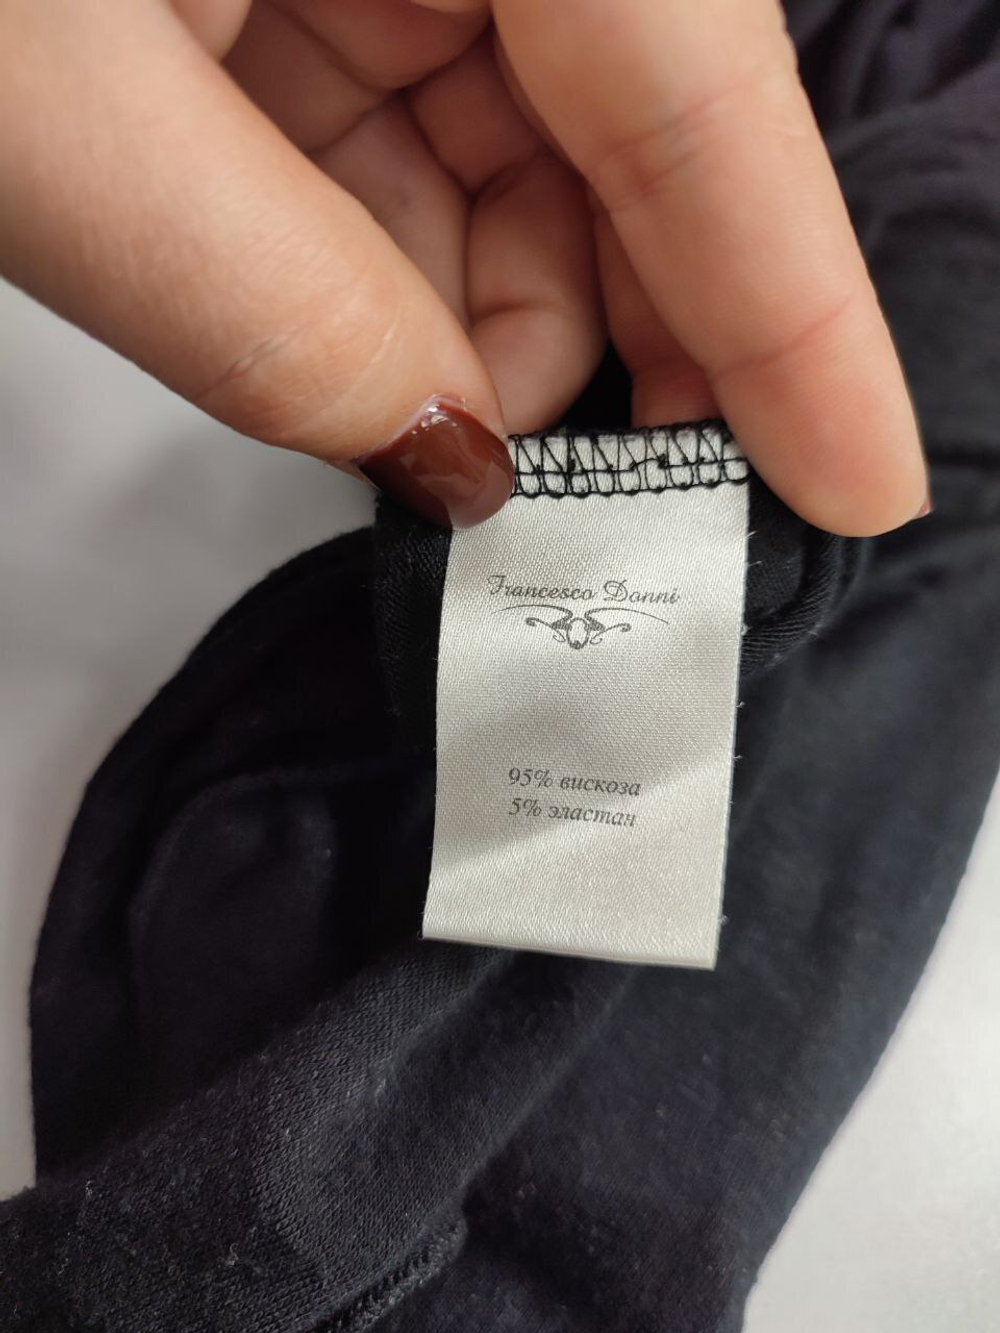 Francesco Donni
95% вискоза
5% эластан